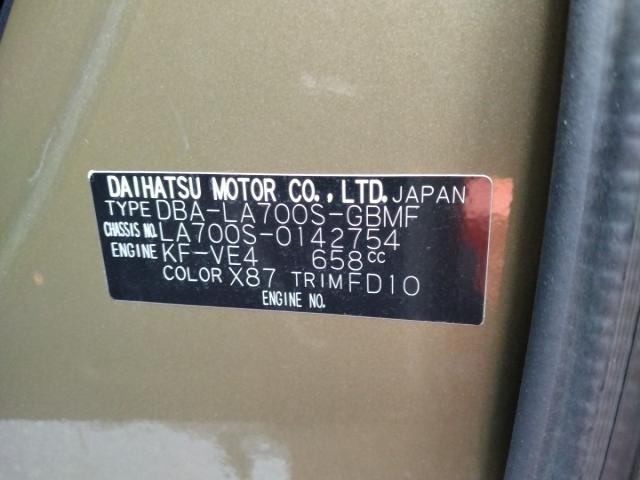 DAIHATSU MOTOR CO., LTD. JAPAN
TYPE DBA-LA700S-GBMF
CHASSIS NO. LA700S-0142754
ENGINE KF-VE4 658cc
COLOR X87 TRIM FD10
ENGINE NO.